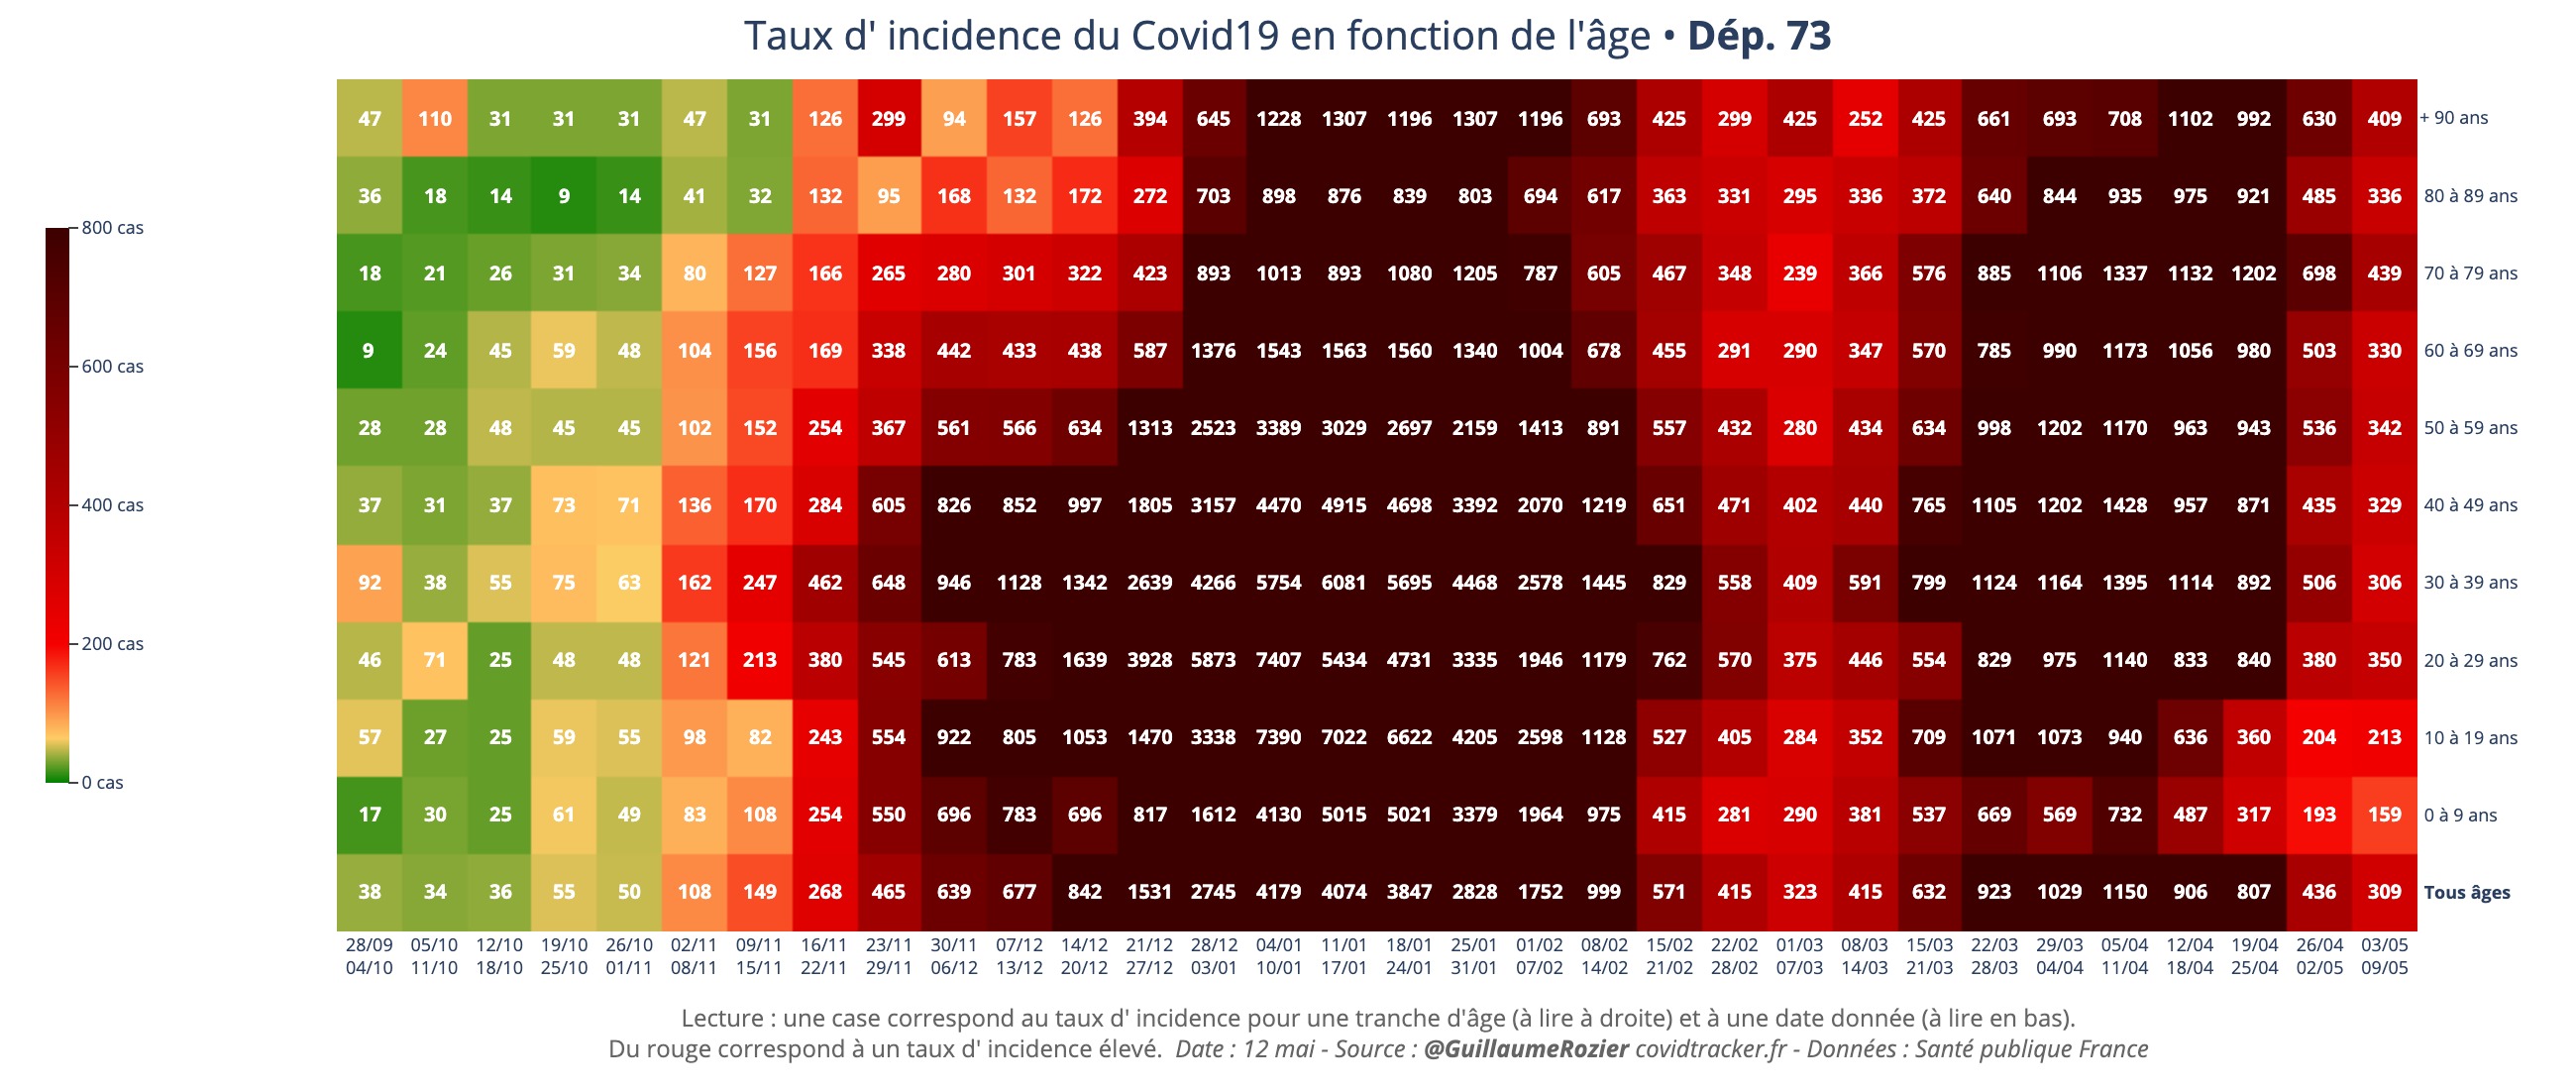 Taux d' incidence du Covid19 en fonction de l'âge • Dép. 73
47 110 31 31 31 47 31 126 299 94 157 126 394 645 1228 1307 1196 1307 1196 693 425 299 425 252 425 661 693 708 1102 992 630 409 + 90 ans
36 18 14 9 14 41 32 132 95 168 132 172 272 703 898 876 839 803 694 617 363 331 295 336 372 640 844 935 975 921 485 336 80 à 89 ans
800 cas
18 21 26 31 34 80 127 166 265 280 301 322 423 893 1013 893 1080 1205 787 605 467 348 239 366 576 885 1106 1337 1132 1202 698 439 70 à 79 ans
9 24 45 59 48 104 156 169 338 442 433 438 587 1376 1543 1563 1560 1340 1004 678 455 291 290 347 570 785 990 1173 1056 980 503 330 60 à 69 ans
600 cas
28 28 48 45 45 102 152 254 367 561 566 634 1313 2523 3389 3029 2697 2159 1413 891 557 432 280 434 634 998 1202 1170 963 943 536 342 50 à 59 ans
400 cas
37 31 37 73 71 136 170 284 605 826 852 997 1805 3157 4470 4915 4698 3392 2070 1219 651 471 402 440 765 1105 1202 1428 957 871 435 329 40 à 49 ans
92 38 55 75 63 162 247 462 648 946 1128 1342 2639 4266 5754 6081 5695 4468 2578 1445 829 558 409 591 799 1124 1164 1395 1114 892 506 306 30 à 39 ans
200 cas
46 71 25 48 48 121 213 380 545 613 783 1639 3928 5873 7407 5434 4731 3335 1946 1179 762 570 375 446 554 829 975 1140 833 840 380 350 20 à 29 ans
57 27 25 59 55 98 82 243 554 922 805 1053 1470 3338 7390 7022 6622 4205 2598 1128 527 405 284 352 709 1071 1073 940 636 360 204 213 10 à 19 ans
0 cas
17 30 25 61 49 83 108 254 550 696 783 696 817 1612 4130 5015 5021 3379 1964 975 415 281 290 381 537 669 569 732 487 317 193 159 0 à 9 ans
38 34 36 55 50 108 149 268 465 639 677 842 1531 2745 4179 4074 3847 2828 1752 999 571 415 323 415 632 923 1029 1150 906 807 436 309 Tous âges
28/09 05/10 12/10 19/10 26/10 02/11 09/11 16/11 23/11 30/11 07/12 14/12 21/12 28/12 04/01 11/01 18/01 25/01 01/02 08/02 15/02 22/02 01/03 08/03 15/03 22/03 29/03 05/04 12/04 19/04 26/04 03/05
04/10 11/10 18/10 25/10 01/11 08/11 15/11 22/11 29/11 06/12 13/12 20/12 27/12 03/01 10/01 17/01 24/01 31/01 07/02 14/02 21/02 28/02 07/03 14/03 21/03 28/03 04/04 11/04 18/04 25/04 02/05 09/05
Lecture : une case correspond au taux d' incidence pour une tranche d'âge (à lire à droite) et à une date donnée (à lire en bas).
Du rouge correspond à un taux d' incidence élevé. Date : 12 mai - Source : @GuillaumeRozier covidtracker.fr - Données : Santé publique France